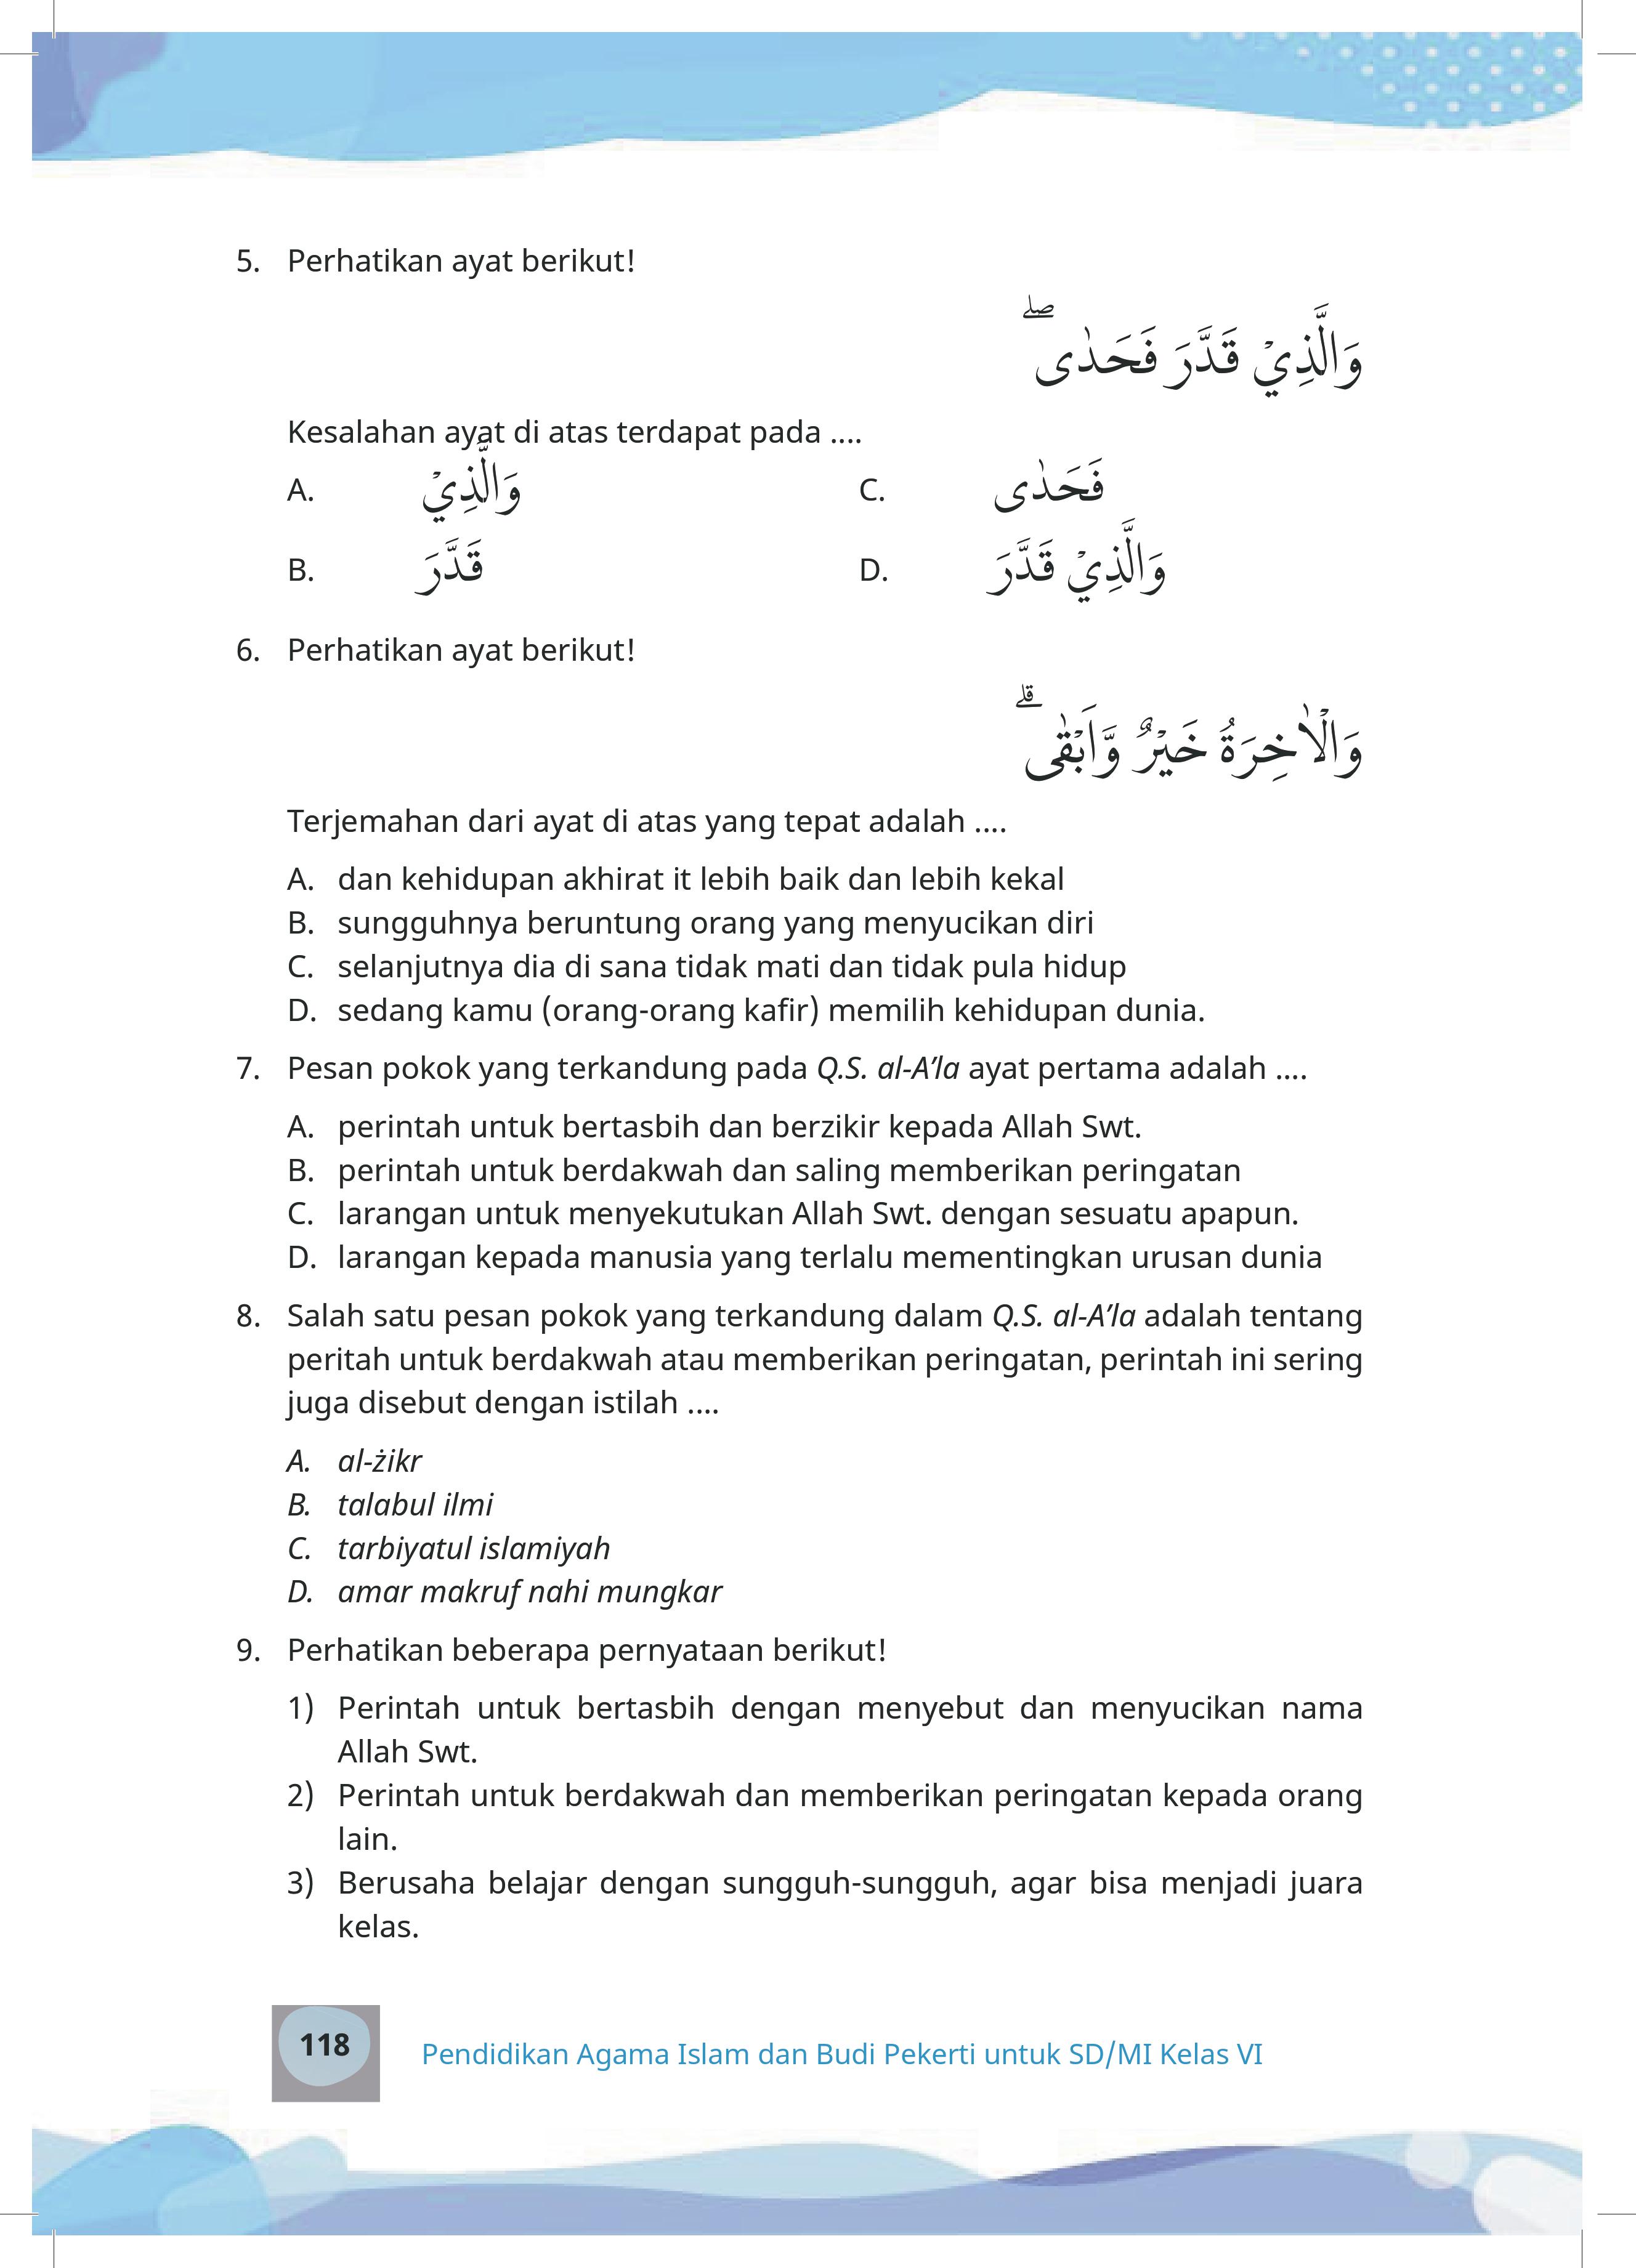 5. Perhatikan ayat berikut!
وَالَّذِيْ قَدَّرَ فَحَدٰى ۖ
Kesalahan ayat di atas terdapat pada ....
A. وَالَّذِيْ C. فَحَدٰى
B. قَدَّرَ D. وَالَّذِيْ قَدَّرَ
6. Perhatikan ayat berikut!
وَالْاٰخِرَةُ خَيْرٌ وَّاَبْقٰى ۗ
Terjemahan dari ayat di atas yang tepat adalah ....
A. dan kehidupan akhirat it lebih baik dan lebih kekal
B. sungguhnya beruntung orang yang menyucikan diri
C. selanjutnya dia di sana tidak mati dan tidak pula hidup
D. sedang kamu (orang-orang kafir) memilih kehidupan dunia.
7. Pesan pokok yang terkandung pada Q.S. al-A’la ayat pertama adalah ....
A. perintah untuk bertasbih dan berzikir kepada Allah Swt.
B. perintah untuk berdakwah dan saling memberikan peringatan
C. larangan untuk menyekutukan Allah Swt. dengan sesuatu apapun.
D. larangan kepada manusia yang terlalu mementingkan urusan dunia
8. Salah satu pesan pokok yang terkandung dalam Q.S. al-A’la adalah tentang
peritah untuk berdakwah atau memberikan peringatan, perintah ini sering
juga disebut dengan istilah ....
A. al-żikr
B. talabul ilmi
C. tarbiyatul islamiyah
D. amar makruf nahi mungkar
9. Perhatikan beberapa pernyataan berikut!
1) Perintah untuk bertasbih dengan menyebut dan menyucikan nama
Allah Swt.
2) Perintah untuk berdakwah dan memberikan peringatan kepada orang
lain.
3) Berusaha belajar dengan sungguh-sungguh, agar bisa menjadi juara
kelas.
118 Pendidikan Agama Islam dan Budi Pekerti untuk SD/MI Kelas VI